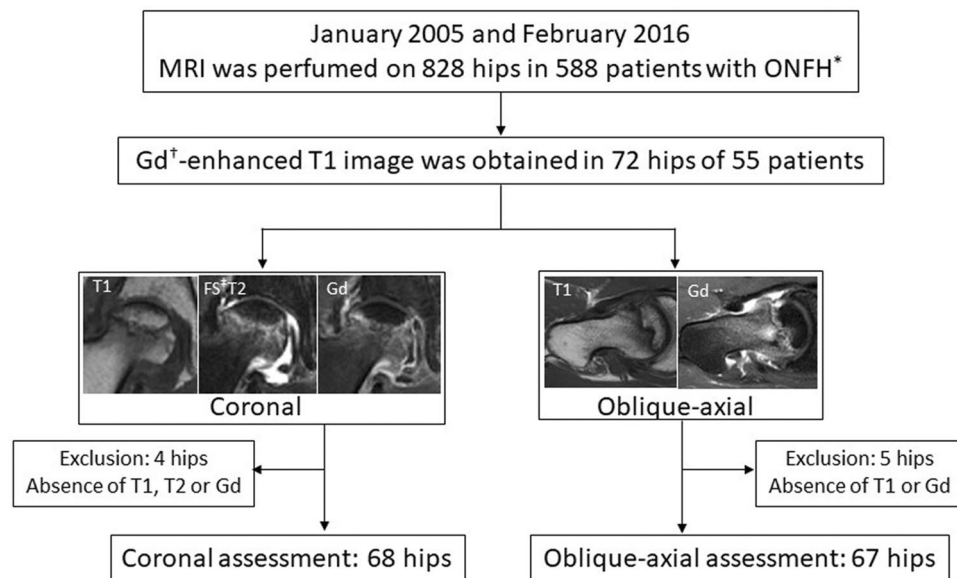 January 2005 and February 2016
MRI was perfumed on 828 hips in 588 patients with ONFH*
Gd†-enhanced T1 image was obtained in 72 hips of 55 patients
T1
FS‡T2
Gd
T1
Gd
Coronal
Oblique-axial
Exclusion: 4 hips
Absence of T1, T2 or Gd
Exclusion: 5 hips
Absence of T1 or Gd
Coronal assessment: 68 hips
Oblique-axial assessment: 67 hips